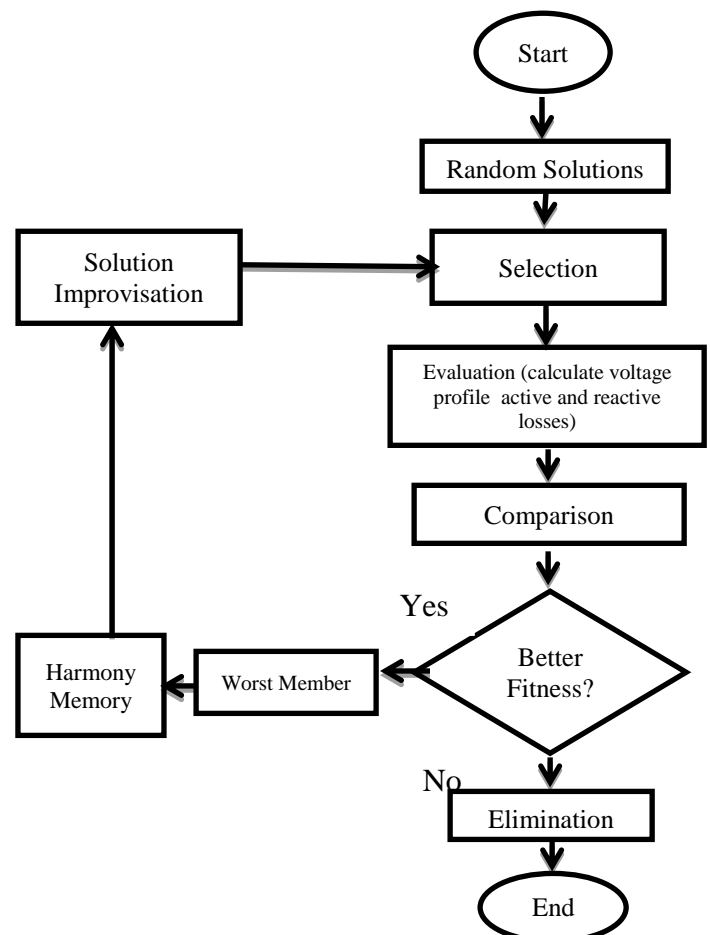 Start
Random Solutions
Solution
Improvisation
Selection
Evaluation (calculate voltage
profile active and reactive
losses)
Comparison
Yes
Better
Fitness?
Worst Member
Harmony
Memory
No
Elimination
End